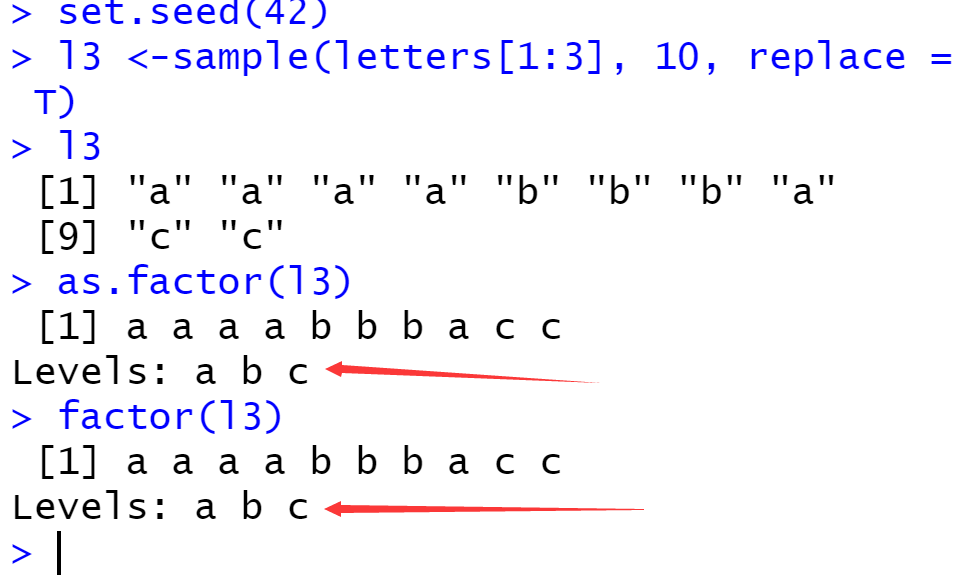 > set.seed(42)
> l3 <-sample(letters[1:3], 10, replace =
T)
> l3
[1] "a" "a" "a" "a" "b" "b" "b" "a"
[9] "c" "c"
> as.factor(l3)
[1] a a a a b b b a c c
Levels: a b c
> factor(l3)
[1] a a a a b b b a c c
Levels: a b c
>